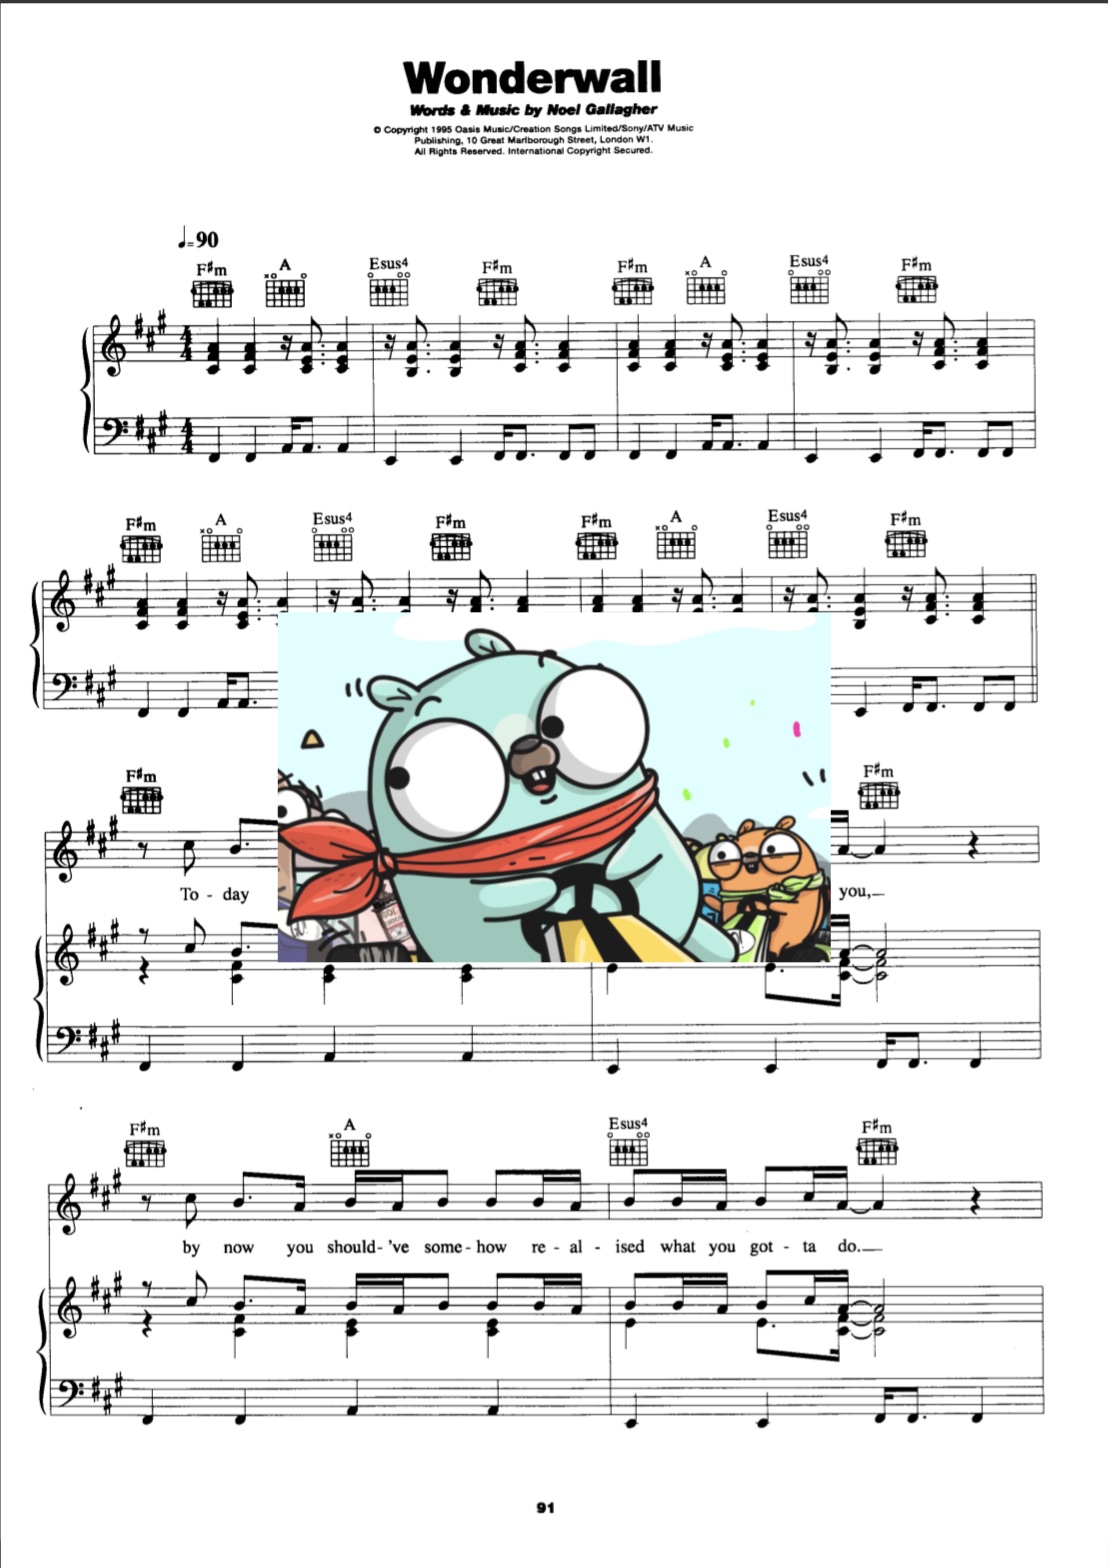 Wonderwall
Words & Music by Noel Gallagher
© Copyright 1995 Oasis Music/Creation Songs Limited/Sony/ATV Music
Publishing, 10 Great Marlborough Street, London W1.
All Rights Reserved. International Copyright Secured.
♩=90
F♯m A Esus4 F♯m F♯m A Esus4 F♯m
F♯m A Esus4 F♯m F♯m A Esus4 F♯m
F♯m F♯m
To - day you,
F♯m A Esus4 F♯m
by now you should-'ve some-how re - al - ised what you got - ta do.
91